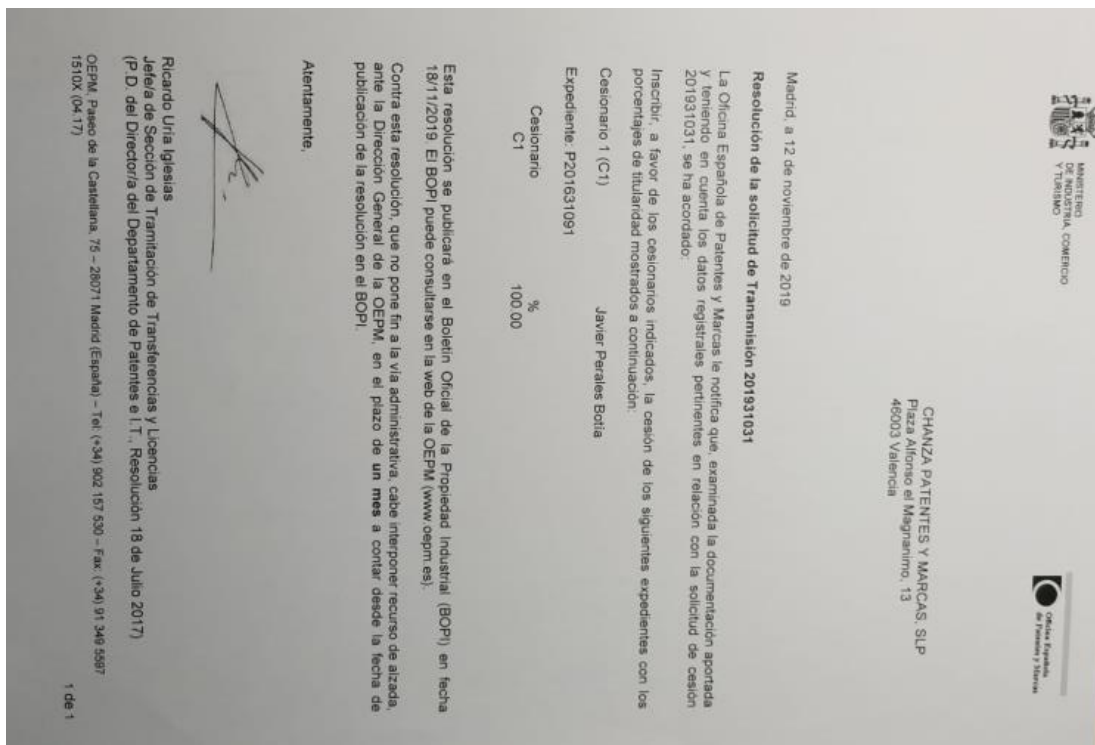 MINISTERIO
DE INDUSTRIA, COMERCIO
Y TURISMO
Oficina Española
de Patentes y Marcas
CHANZA PATENTES Y MARCAS, SLP
Plaza Alfonso el Magnanimo, 13
46003 Valencia
Madrid, a 12 de noviembre de 2019
Resolución de la solicitud de Transmisión 201931031
La Oficina Española de Patentes y Marcas le notifica que, examinada la documentación aportada
y teniendo en cuenta los datos registrales pertinentes en relación con la solicitud de cesión
201931031, se ha acordado:
Inscribir, a favor de los cesionarios indicados, la cesión de los siguientes expedientes con los
porcentajes de titularidad mostrados a continuación:
Cesionario 1 (C1) Javier Perales Botia
Expediente: P201631091
Cesionario %
C1 100.00
Esta resolución se publicará en el Boletín Oficial de la Propiedad Industrial (BOPI) en fecha
18/11/2019. El BOPI puede consultarse en la web de la OEPM (www.oepm.es).
Contra esta resolución, que no pone fin a la vía administrativa, cabe interponer recurso de alzada,
ante la Dirección General de la OEPM, en el plazo de un mes a contar desde la fecha de
publicación de la resolución en el BOPI.
Atentamente,
Ricardo Uría Iglesias
Jefe/a de Sección de Tramitación de Transferencias y Licencias
(P.D. del Director/a del Departamento de Patentes e I.T., Resolución 18 de Julio 2017)
OEPM, Paseo de la Castellana, 75 – 28071 Madrid (España) – Tel: (+34) 902 157 530 – Fax: (+34) 91 349 5597
1510X (04.17)
1 de 1